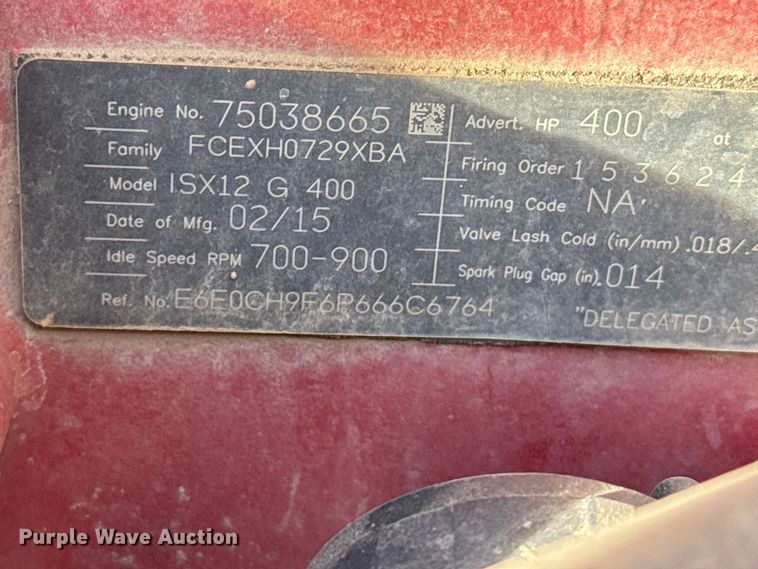 Engine No. 75038665
Family FCEXH0729XBA
Model ISX12 G 400
Date of Mfg. 02/15
Idle Speed RPM 700-900
Ref. No. E6E0CH9F6P666C6764
Advert. HP 400 at
Firing Order 1 5 3 6 2 4
Timing Code NA
Valve Lash Cold (in/mm) .018/.4
Spark Plug Gap (in) .014
"DELEGATED AS
Purple Wave Auction